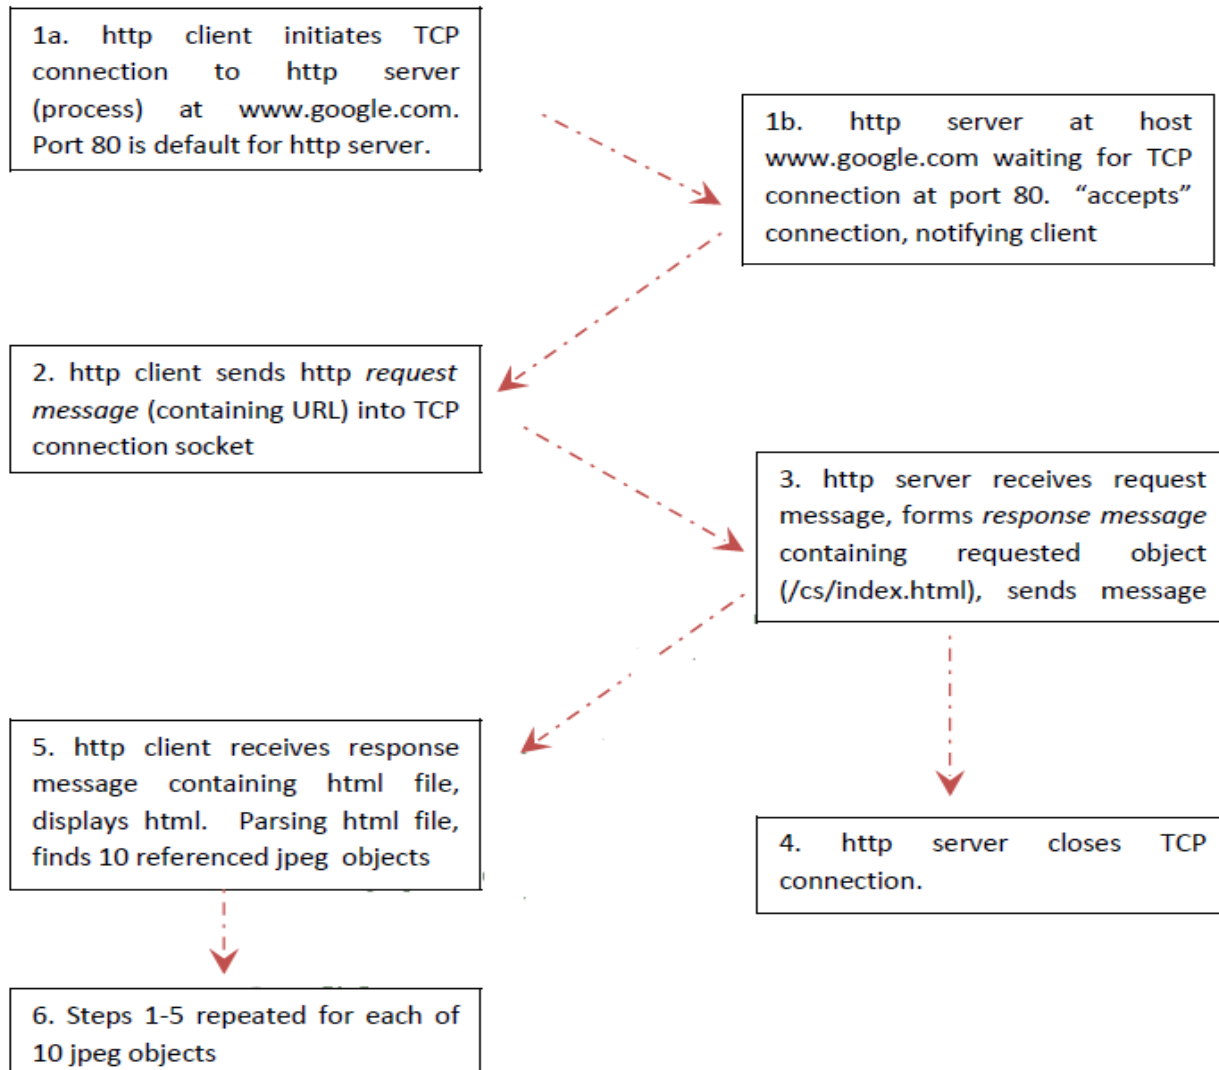 1a. http client initiates TCP
connection to http server
(process) at www.google.com.
Port 80 is default for http server.
1b. http server at host
www.google.com waiting for TCP
connection at port 80. “accepts”
connection, notifying client
2. http client sends http request
message (containing URL) into TCP
connection socket
3. http server receives request
message, forms response message
containing requested object
(/cs/index.html), sends message
5. http client receives response
message containing html file,
displays html. Parsing html file,
finds 10 referenced jpeg objects
4. http server closes TCP
connection.
6. Steps 1-5 repeated for each of
10 jpeg objects